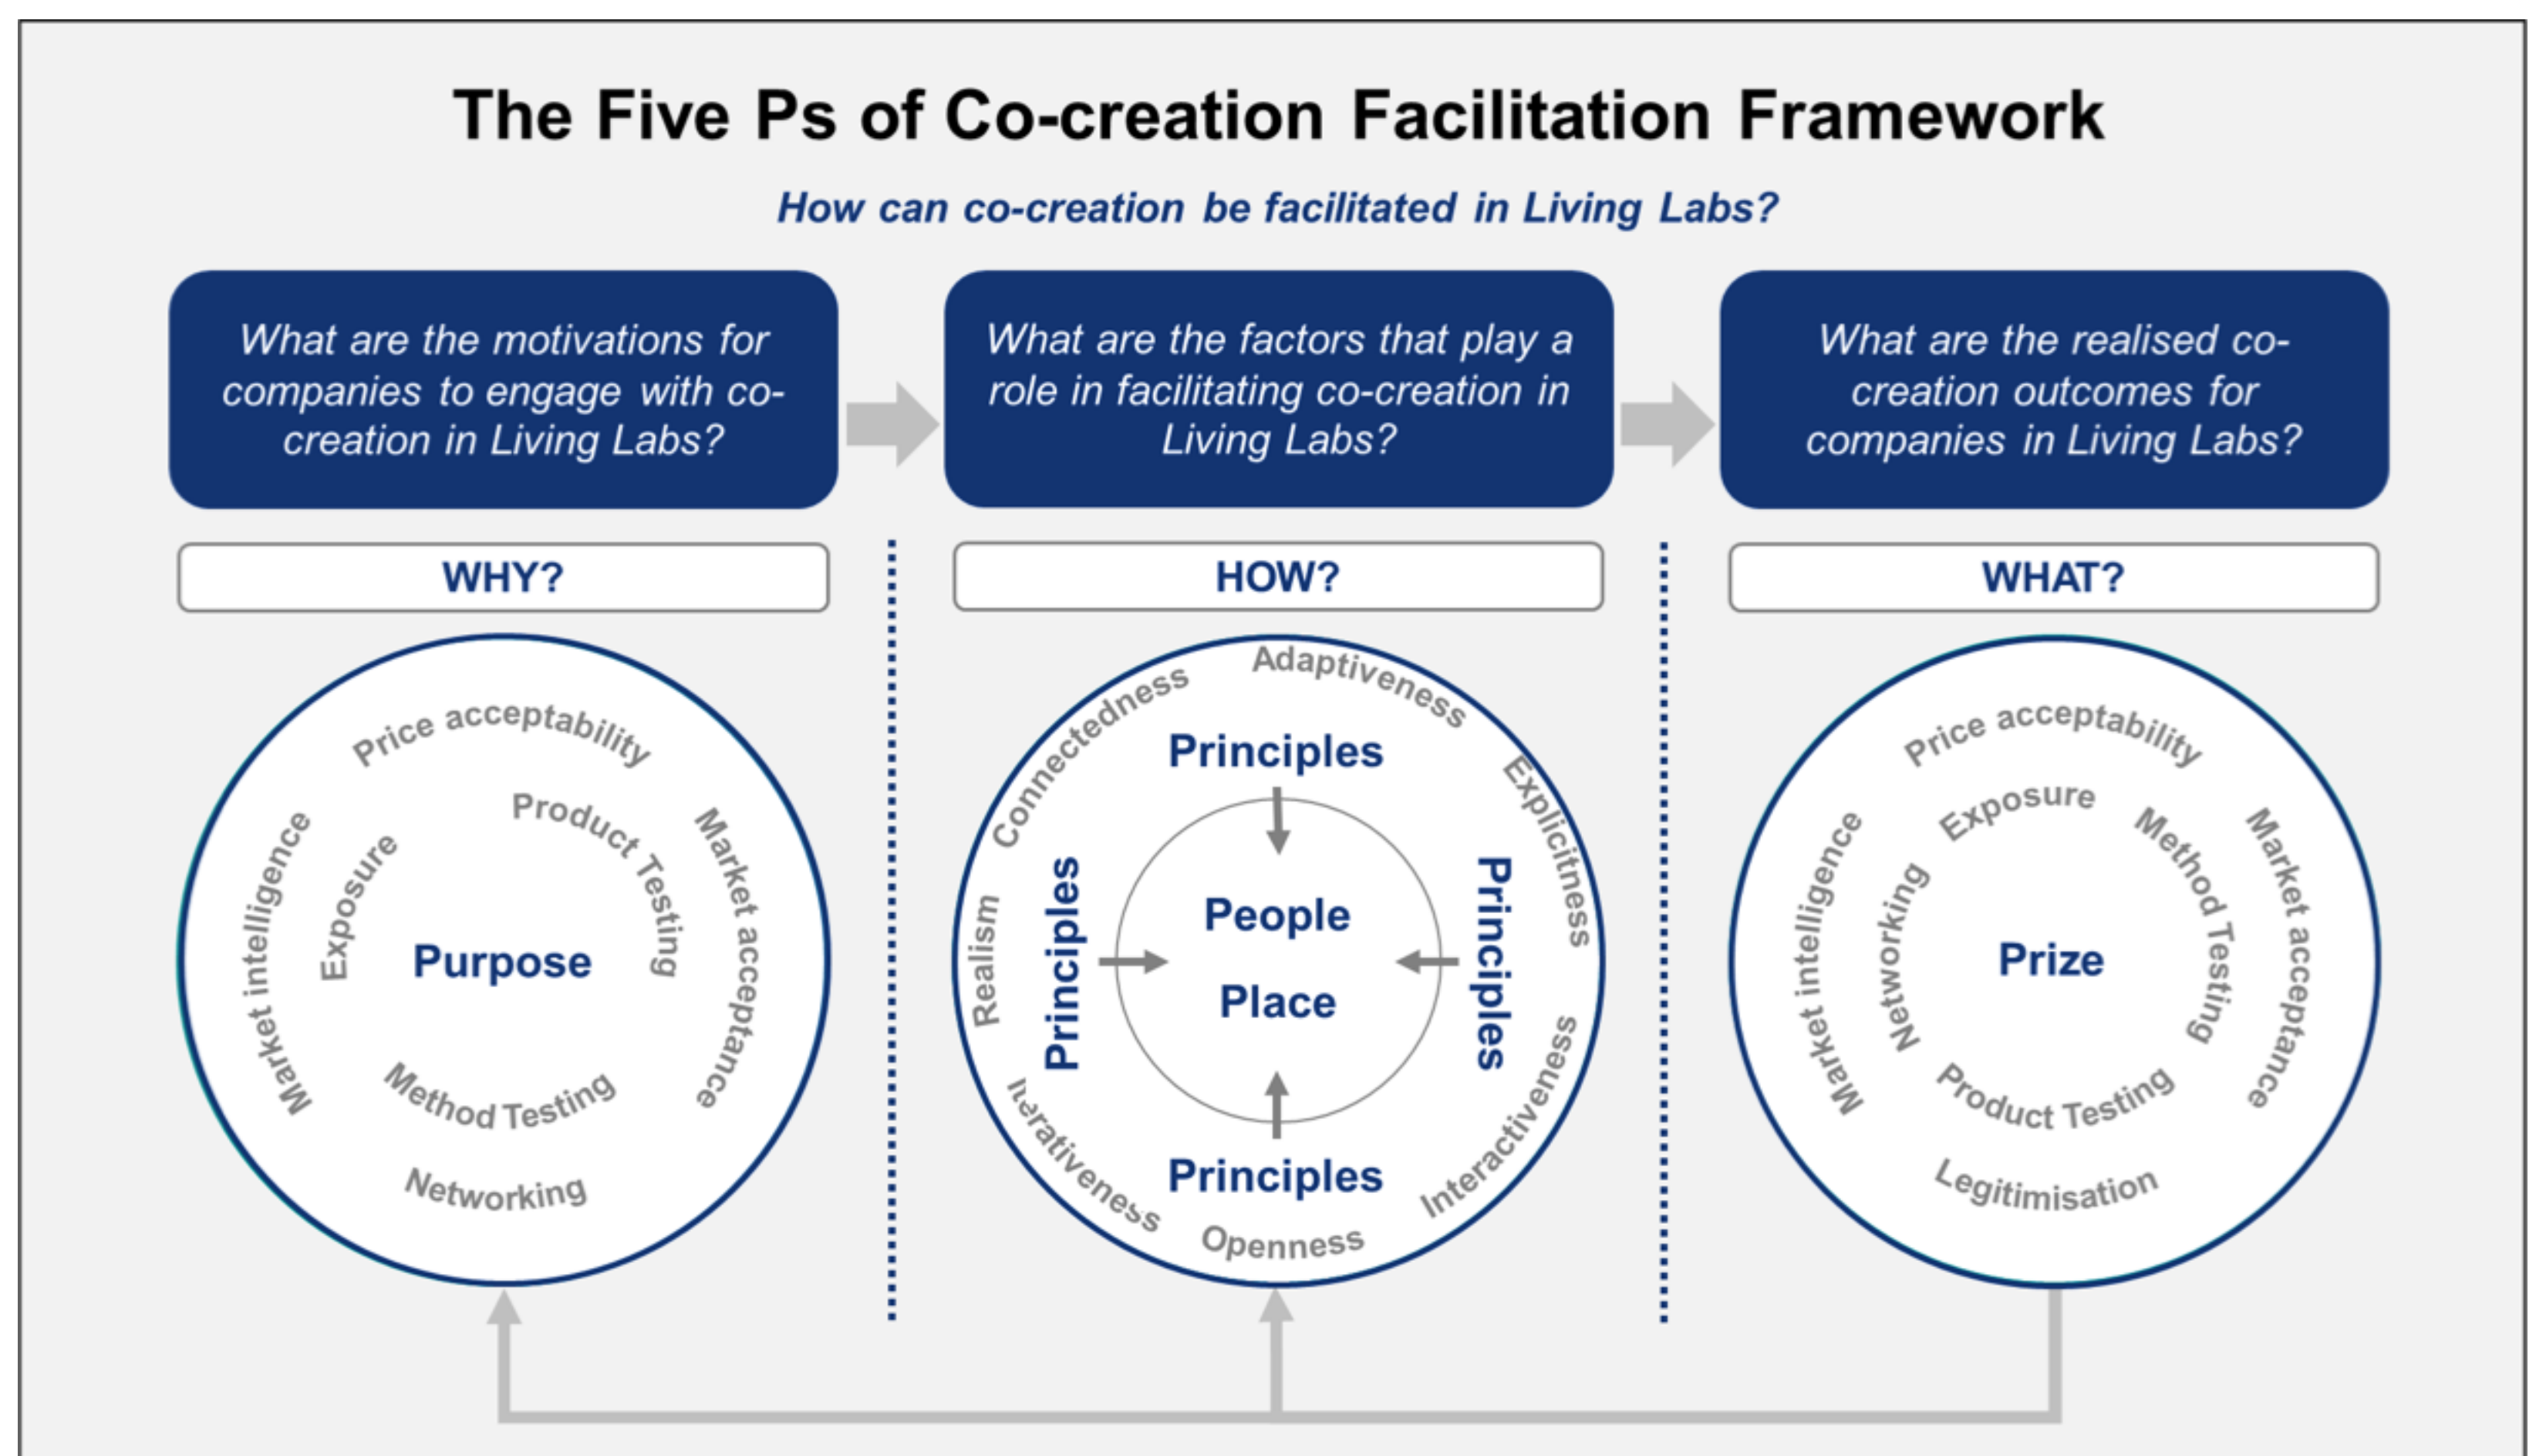 The Five Ps of Co-creation Facilitation Framework
How can co-creation be facilitated in Living Labs?
What are the motivations for
companies to engage with co-
creation in Living Labs?
What are the factors that play a
role in facilitating co-creation in
Living Labs?
What are the realised co-
creation outcomes for
companies in Living Labs?
WHY?
HOW?
WHAT?
Price acceptability
Market acceptance
Market intelligence
Exposure
Product Testing
Purpose
Method Testing
Networking
Connectedness
Adaptiveness
Explicitness
Interactiveness
Openness
Iterativeness
Realism
Principles
Principles
Principles
Principles
People
Place
Price acceptability
Market acceptance
Market intelligence
Exposure
Method Testing
Networking
Prize
Product Testing
Legitimisation